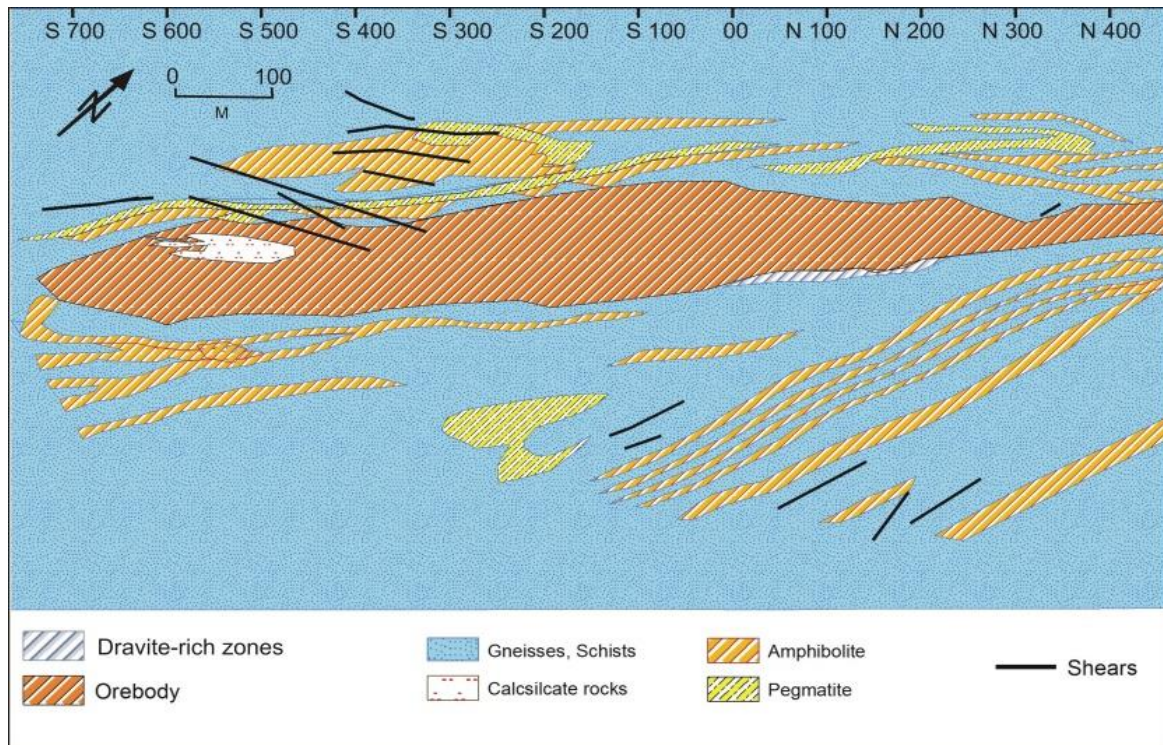 S 700 S 600 S 500 S 400 S 300 S 200 S 100 00 N 100 N 200 N 300 N 400
N
0 100
M
Dravite-rich zones Gneisses, Schists Amphibolite Shears
Orebody Calcsilcate rocks Pegmatite